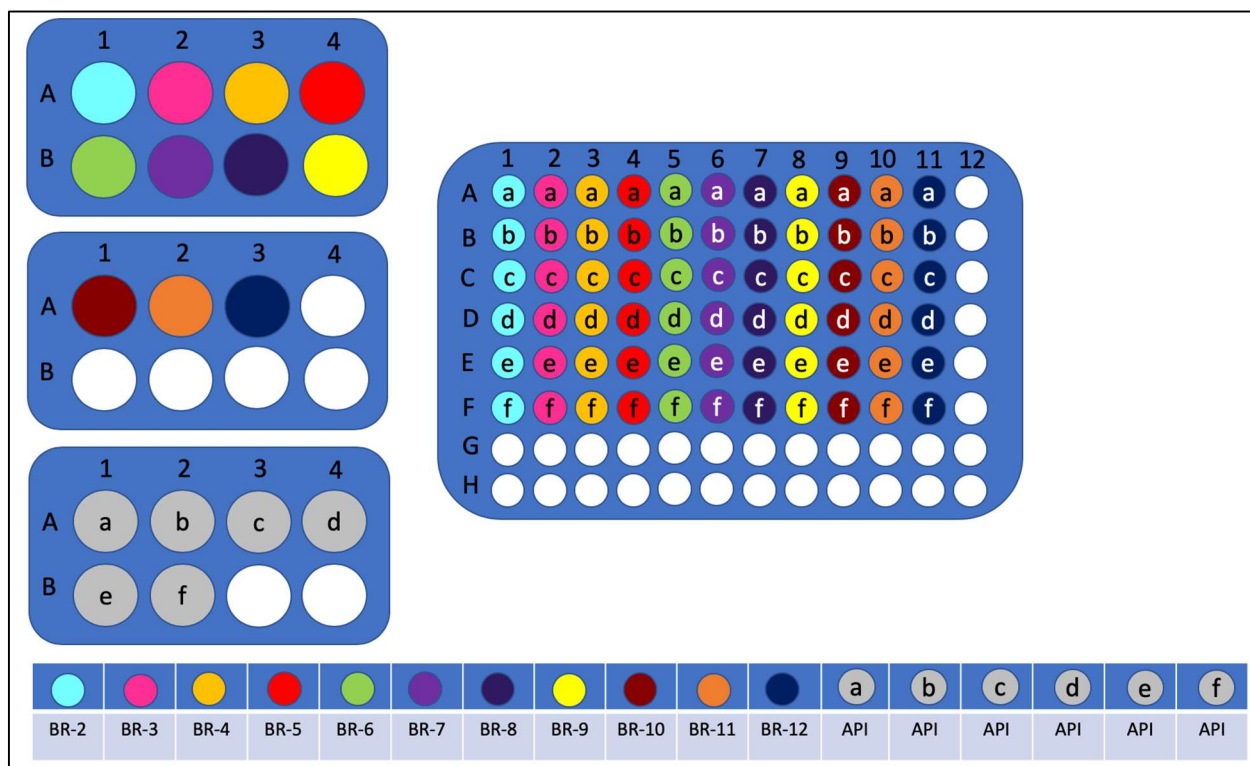 1 2 3 4
A
B
1 2 3 4
A
B
1 2 3 4
A a b c d
B e f
1 2 3 4 5 6 7 8 9 10 11 12
A a a a a a a a a a a a
B b b b b b b b b b b b
C c c c c c c c c c c c
D d d d d d d d d d d d
E e e e e e e e e e e e
F f f f f f f f f f f f
G
H
a b c d e f
BR-2 BR-3 BR-4 BR-5 BR-6 BR-7 BR-8 BR-9 BR-10 BR-11 BR-12 API API API API API API